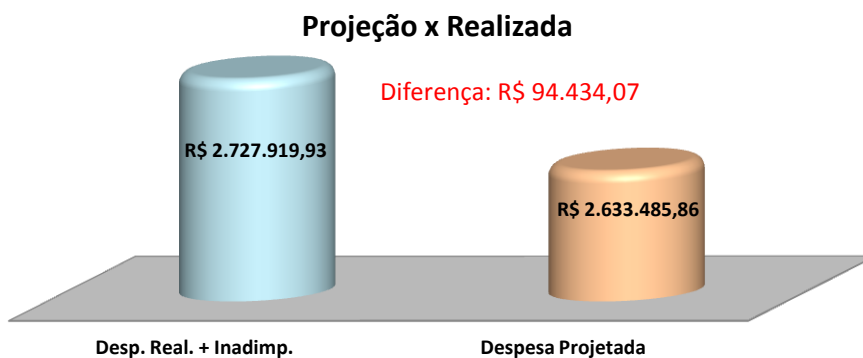 Projeção x Realizada
Diferença: R$ 94.434,07
R$ 2.727.919,93
R$ 2.633.485,86
Desp. Real. + Inadimp.
Despesa Projetada